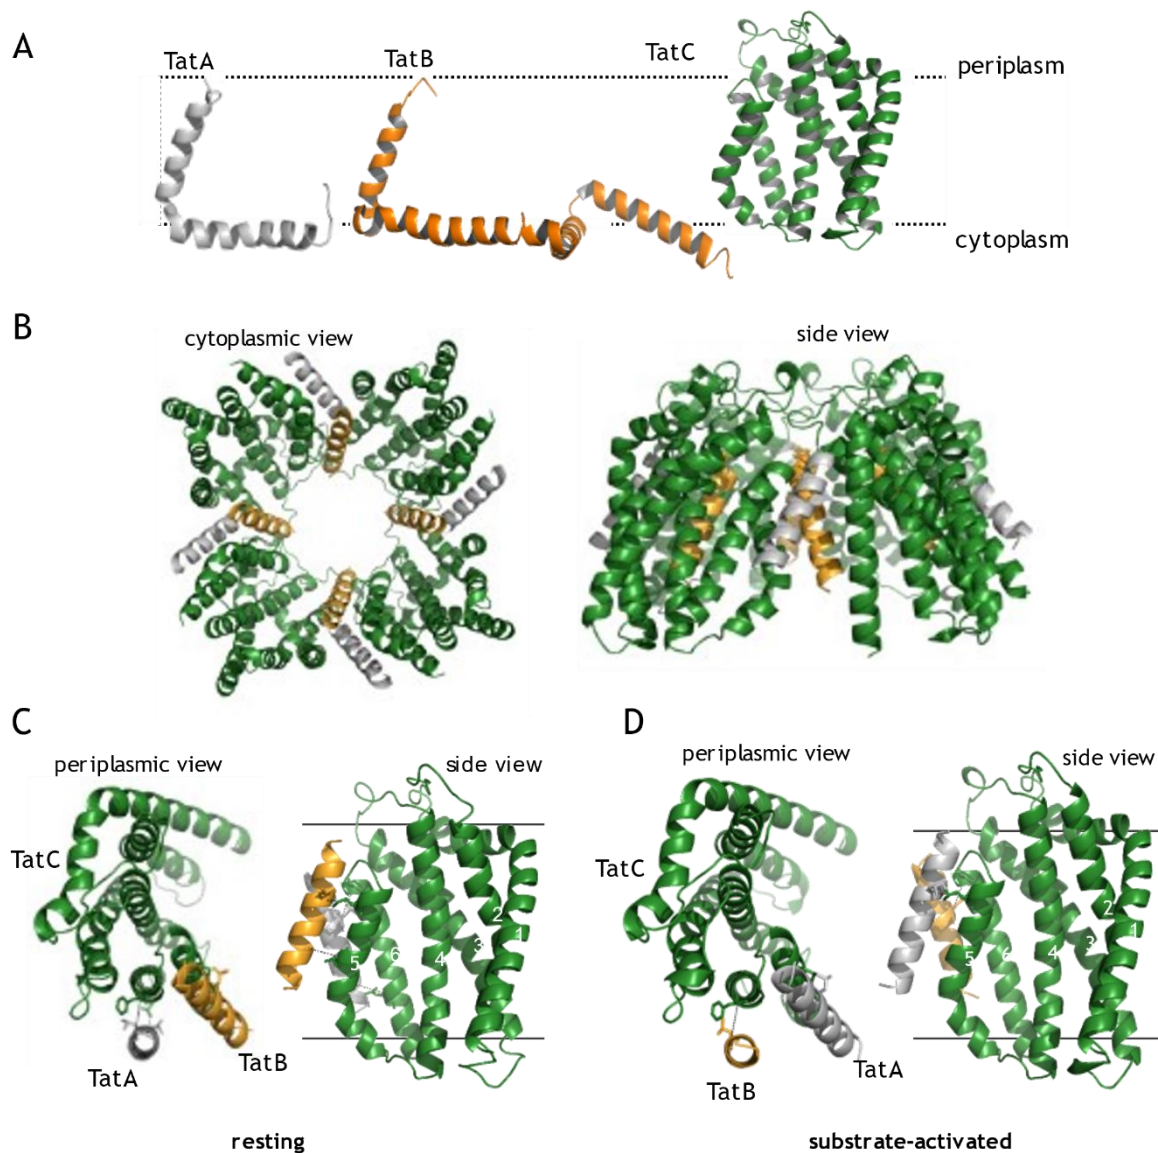 A
TatA
TatB
TatC
periplasm
cytoplasm
B
cytoplasmic view
side view
C
D
periplasmic view
side view
periplasmic view
side view
TatC
TatC
2
1
3
4
6
5
2
1
3
4
6
5
TatA
TatB
TatB
TatA
resting
substrate-activated